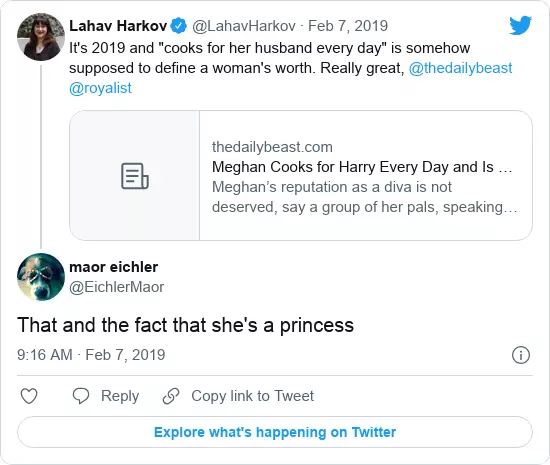 Lahav Harkov @LahavHarkov · Feb 7, 2019
It's 2019 and "cooks for her husband every day" is somehow
supposed to define a woman's worth. Really great, @thedailybeast
@royalist
thedailybeast.com
Meghan Cooks for Harry Every Day and Is …
Meghan’s reputation as a diva is not
deserved, say a group of her pals, speaking…
maor eichler
@EichlerMaor
That and the fact that she's a princess
9:16 AM · Feb 7, 2019
Reply
Copy link to Tweet
Explore what's happening on Twitter